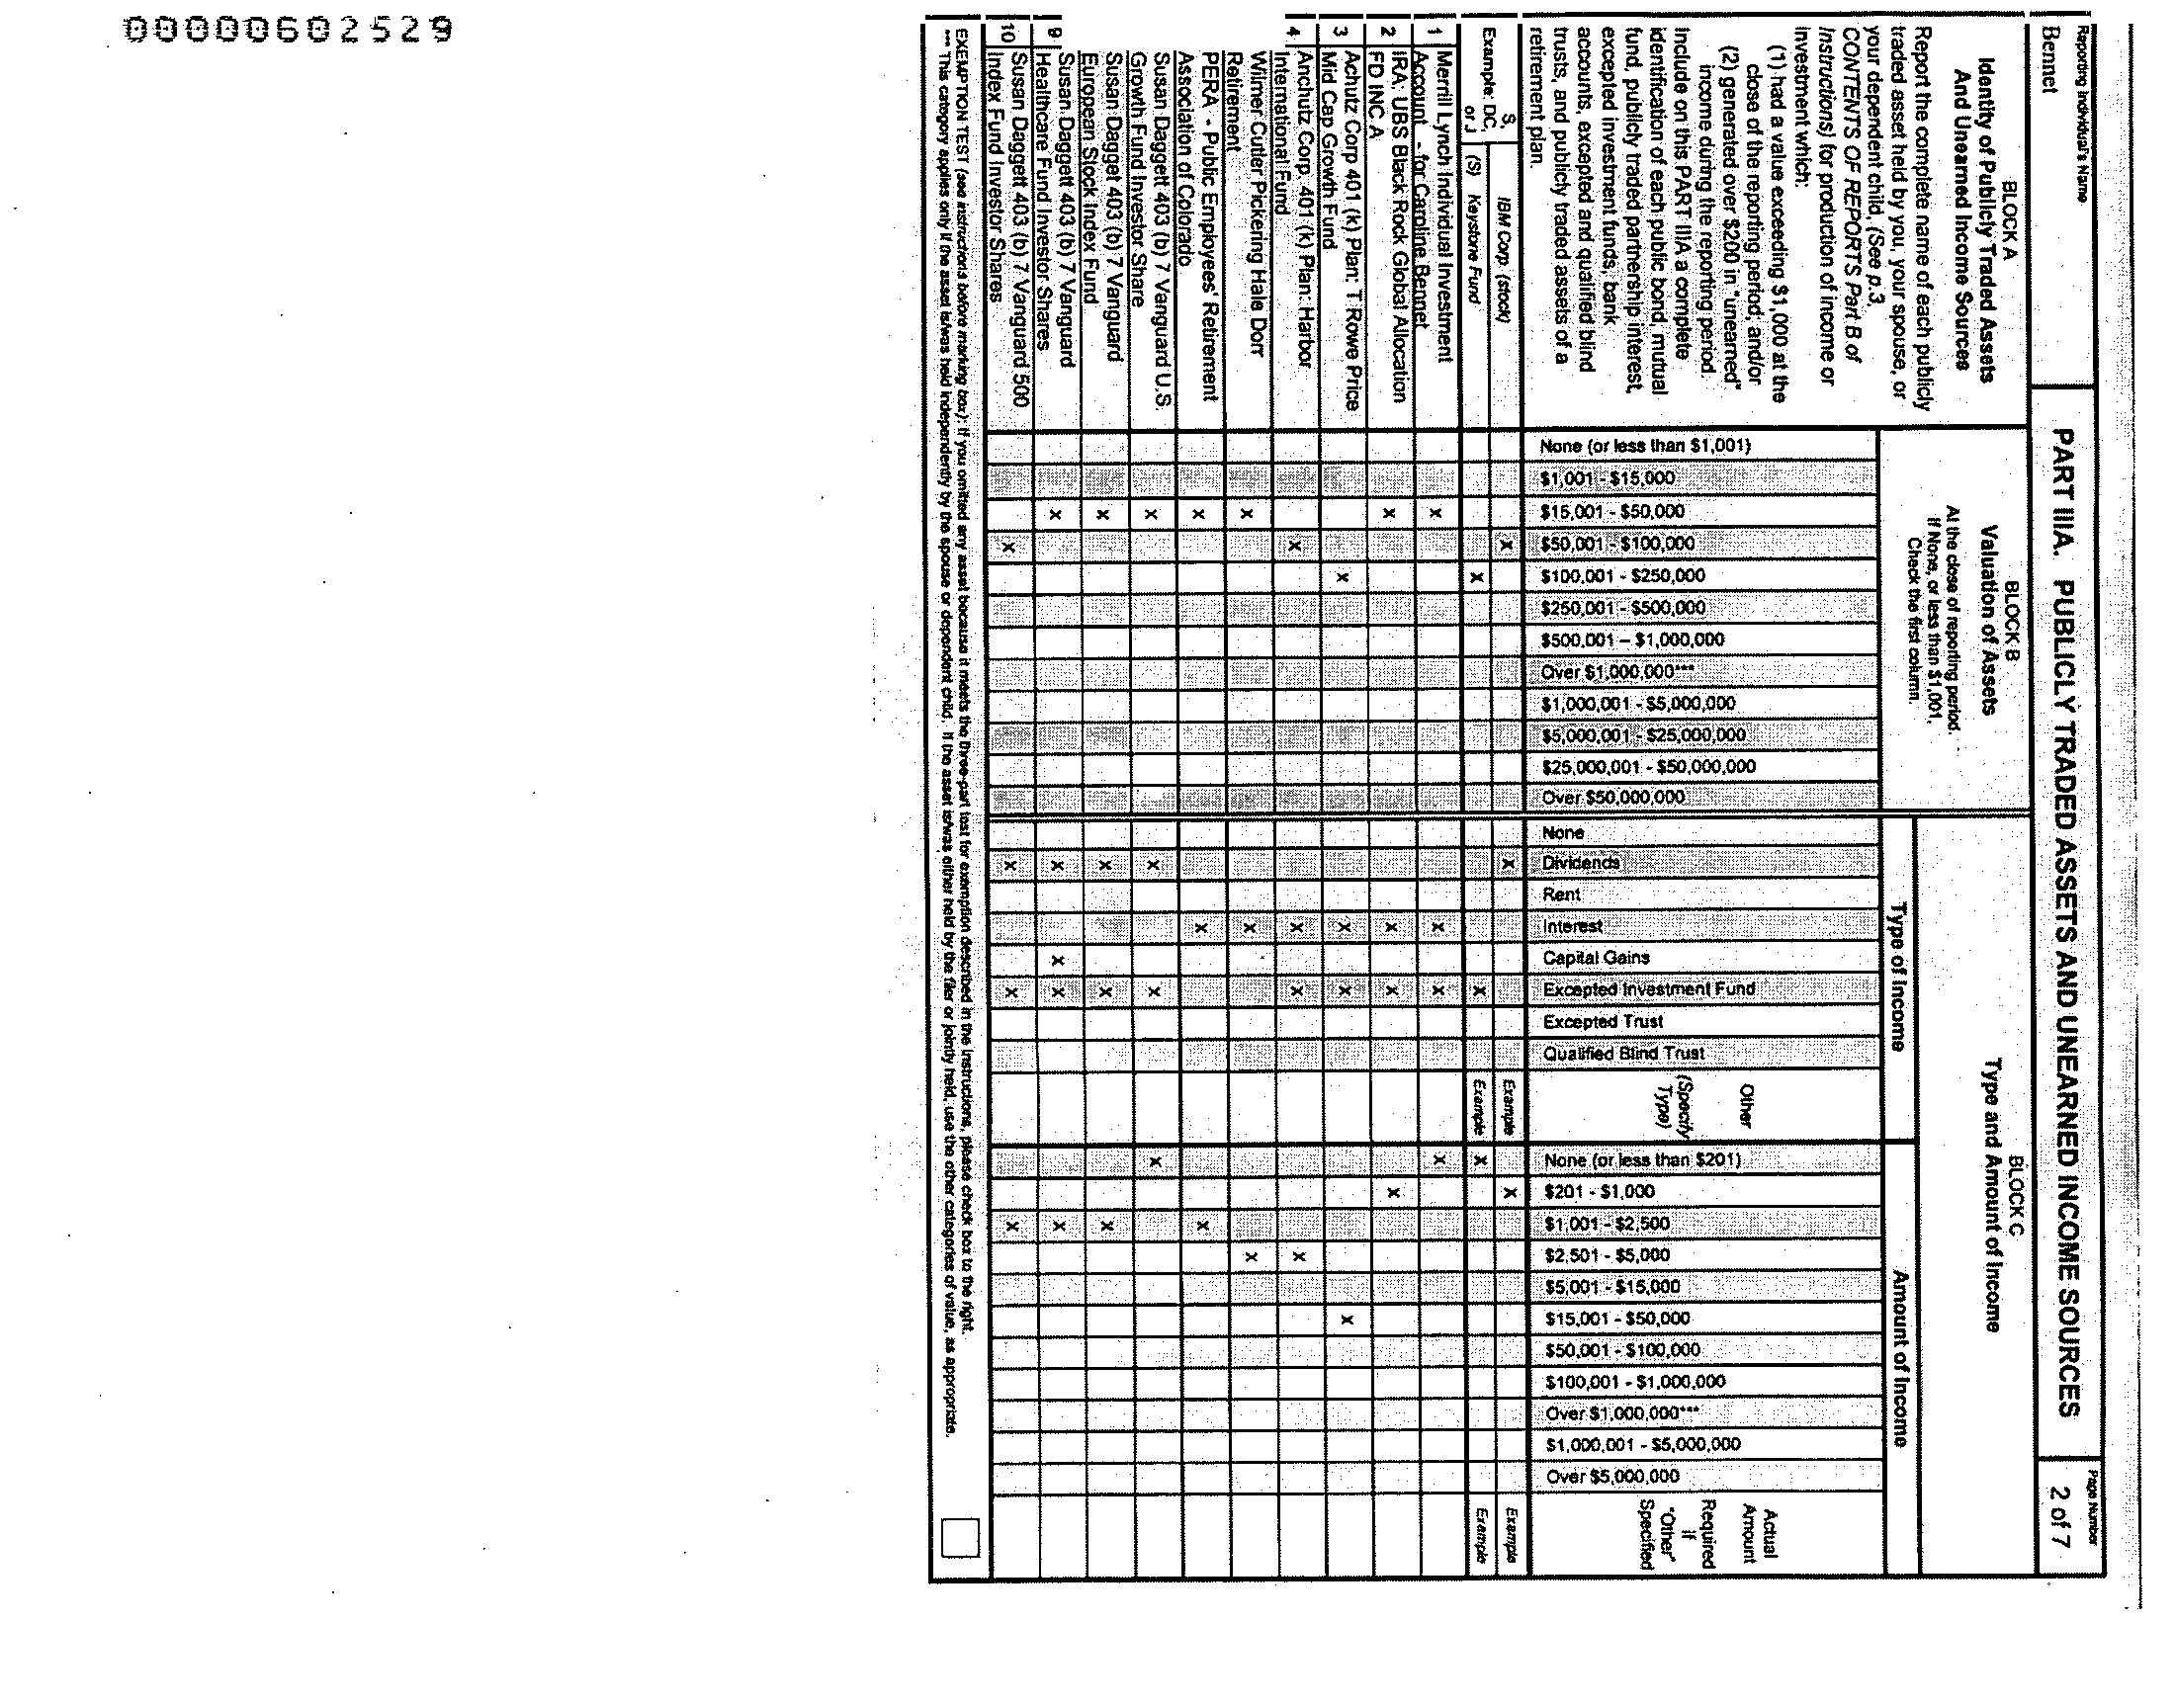 00000602529
Reporting Individual's Name
Bennet
PART IIIA. PUBLICLY TRADED ASSETS AND UNEARNED INCOME SOURCES
Page Number
2 of 7
BLOCK A
Identity of Publicly Traded Assets
And Unearned Income Sources
Report the complete name of each publicly
traded asset held by you, your spouse, or
your dependent child, (See p.3,
CONTENTS OF REPORTS Part B of
Instructions) for production of income or
investment which:
(1) had a value exceeding $1,000 at the
close of the reporting period; and/or
(2) generated over $200 in "unearned"
income during the reporting period.
Include on this PART IIIA a complete
identification of each public bond, mutual
fund, publicly traded partnership interest,
excepted investment funds, bank
accounts, excepted and qualified blind
trusts, and publicly traded assets of a
retirement plan.
BLOCK B
Valuation of Assets
At the close of reporting period.
If None, or less than $1,001,
Check the first column.
None (or less than $1,001)
$1,001 - $15,000
$15,001 - $50,000
$50,001 - $100,000
$100,001 - $250,000
$250,001 - $500,000
$500,001 – $1,000,000
Over $1,000,000***
$1,000,001 - $5,000,000
$5,000,001 - $25,000,000
$25,000,001 - $50,000,000
Over $50,000,000
BLOCK C
Type and Amount of Income
Type of Income
None
Dividends
Rent
Interest
Capital Gains
Excepted Investment Fund
Excepted Trust
Qualified Blind Trust
Other
(Specify
Type)
Amount of Income
None (or less than $201)
$201 - $1,000
$1,001 - $2,500
$2,501 - $5,000
$5,001 - $15,000
$15,001 - $50,000
$50,001 - $100,000
$100,001 - $1,000,000
Over $1,000,000***
$1,000,001 - $5,000,000
Over $5,000,000
Actual
Amount
Required
if
"Other"
Specified
S,
Example: DC,
or J
IBM Corp. (stock) X X Example X Example
(S) Keystone Fund X X Example X Example
1 Merrill Lynch Individual Investment
Account - for Caroline Bennet X X X X
2 IRA: UBS Black Rock Global Allocation
FD INC A X X X X
3 Achutz Corp 401 (k) Plan: T Rowe Price
Mid Cap Growth Fund X X X X
4 Anchutz Corp. 401 (k) Plan: Harbor
International Fund X X X X
Wilmer Cutler Pickering Hale Dorr
Retirement X X X
PERA - Public Employees' Retirement
Association of Colorado X X X
Susan Daggett 403 (b) 7 Vanguard U.S.
Growth Fund Investor Share X X X X
Susan Dagget 403 (b) 7 Vanguard
European Stock Index Fund X X X X
9 Susan Daggett 403 (b) 7 Vanguard
Healthcare Fund Investor Shares X X X X X
10 Susan Daggett 403 (b) 7 Vanguard 500
Index Fund Investor Shares X X X X
EXEMPTION TEST (see instructions before marking box): If you omitted any asset because it meets the three-part test for exemption described in the instructions, please check box to the right.
*** This category applies only if the asset is/was held independently by the spouse or dependent child. If the asset is/was either held by the filer or jointly held, use the other categories of value, as appropriate.